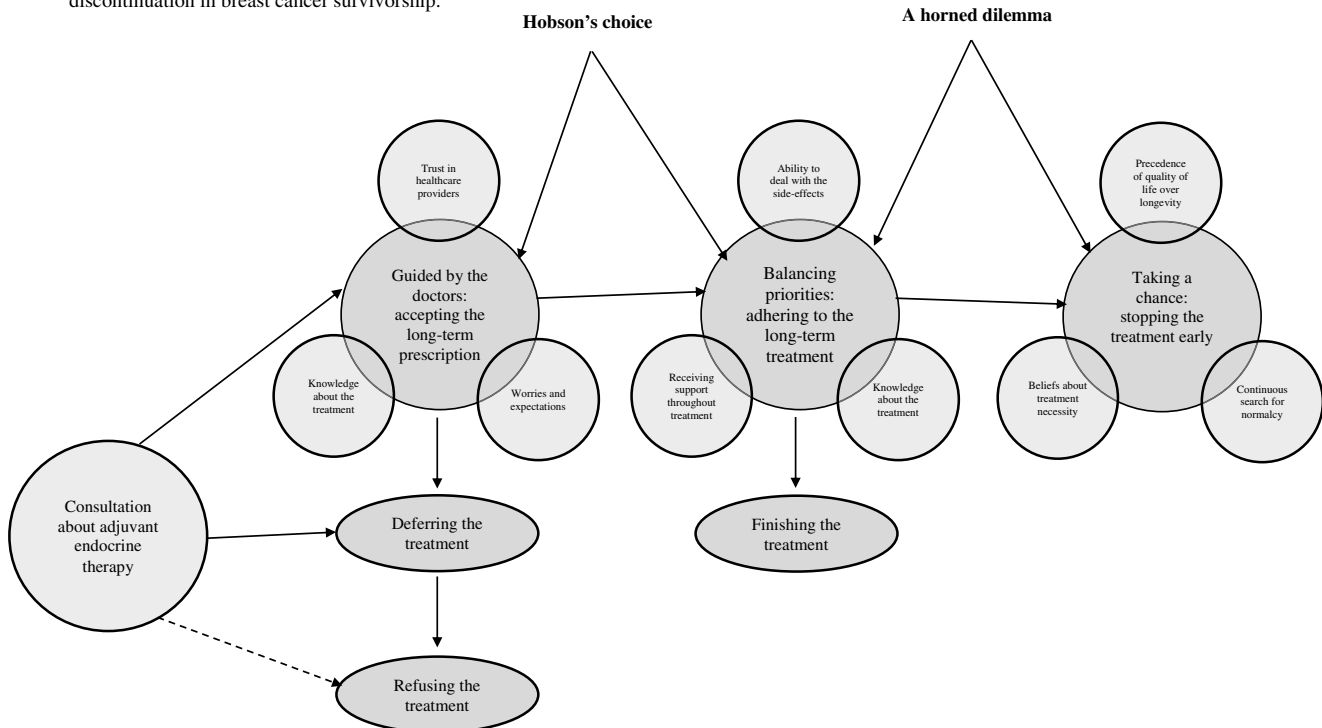 discontinuation in breast cancer survivorship.
Hobson's choice
A horned dilemma
Trust in
healthcare
providers
Ability to
deal with the
side-effects
Precedence
of quality of
life over
longevity
Guided by the
doctors:
accepting the
long-term
prescription
Balancing
priorities:
adhering to the
long-term
treatment
Taking a
chance:
stopping the
treatment early
Knowledge
about the
treatment
Worries and
expectations
Receiving
support
throughout
treatment
Knowledge
about the
treatment
Beliefs about
treatment
necessity
Continuous
search for
normalcy
Consultation
about adjuvant
endocrine
therapy
Deferring the
treatment
Finishing the
treatment
Refusing the
treatment